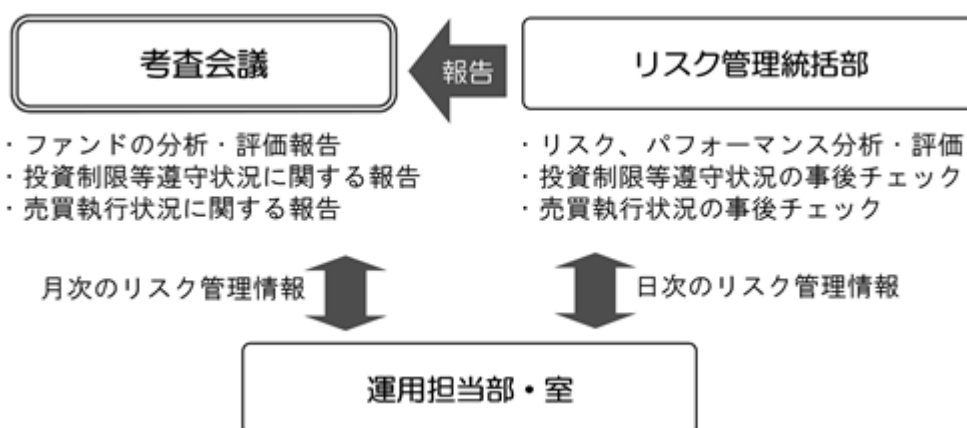 考査会議
報告
リスク管理統括部
・ファンドの分析・評価報告
・投資制限等遵守状況に関する報告
・売買執行状況に関する報告
・リスク、パフォーマンス分析・評価
・投資制限等遵守状況の事後チェック
・売買執行状況の事後チェック
月次のリスク管理情報
日次のリスク管理情報
運用担当部・室